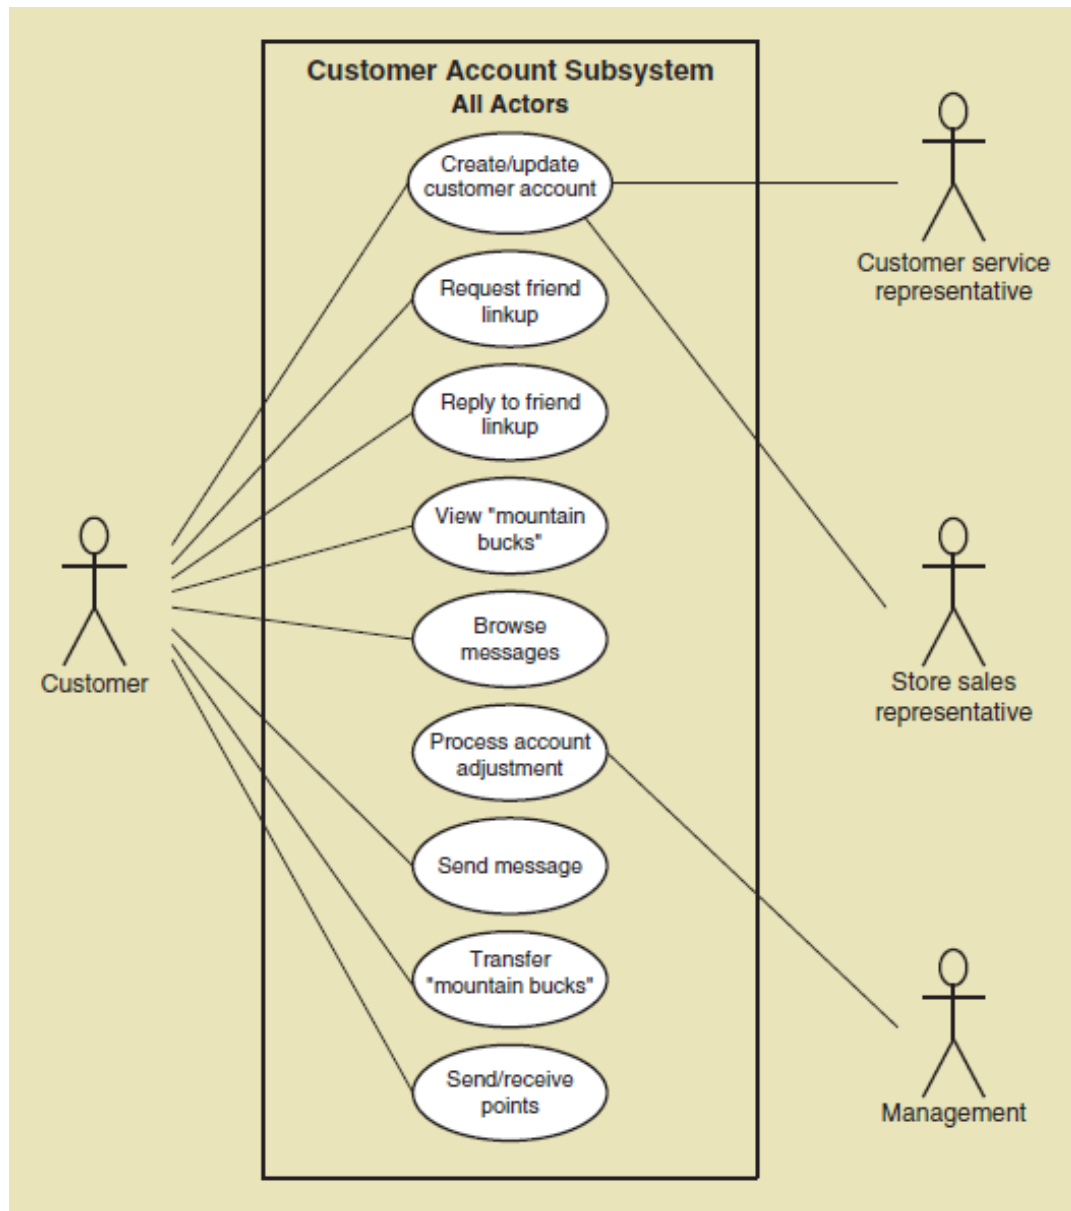 Customer Account Subsystem
All Actors
Create/update
customer account
Customer service
representative
Request friend
linkup
Reply to friend
linkup
View "mountain
bucks"
Browse
messages
Customer
Store sales
representative
Process account
adjustment
Send message
Transfer
"mountain bucks"
Send/receive
points
Management